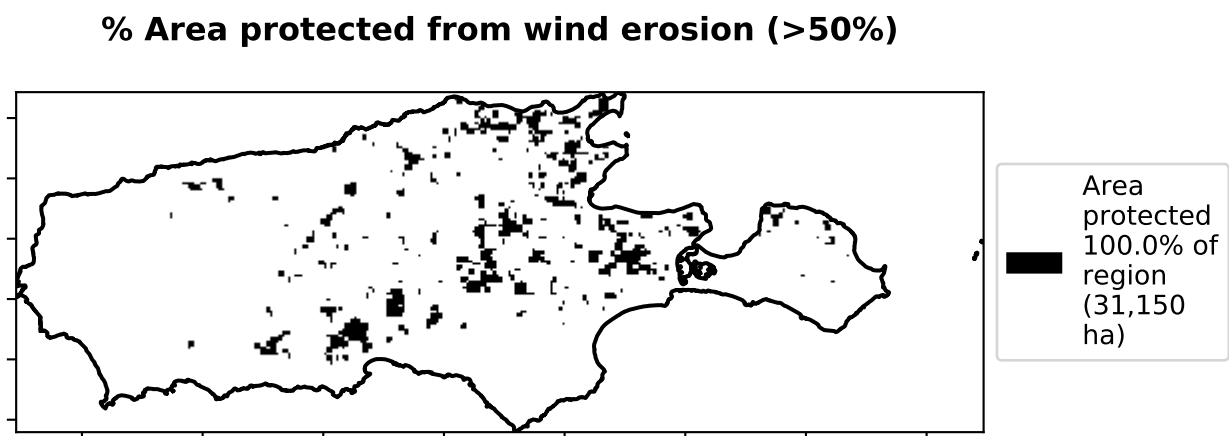 % Area protected from wind erosion (>50%)
Area
protected
100.0% of
region
(31,150
ha)